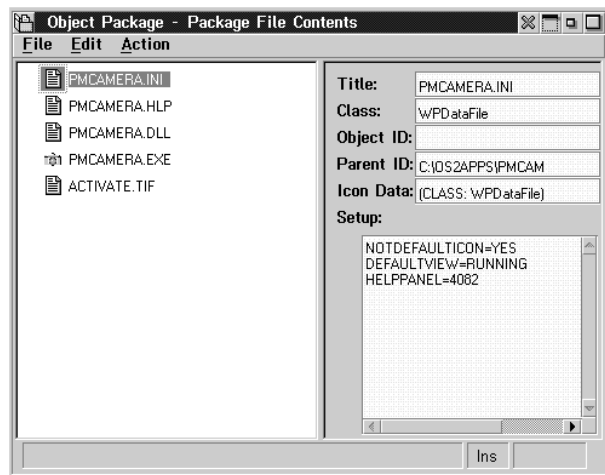 Object Package - Package File Contents
File Edit Action
PMCAMERA.INI
PMCAMERA.HLP
PMCAMERA.DLL
PMCAMERA.EXE
ACTIVATE.TIF
Title: PMCAMERA.INI
Class: WPDataFile
Object ID:
Parent ID: C:\OS2APPS\PMCAM
Icon Data: (CLASS: WPDataFile)
Setup:
NOTDEFAULTICON=YES
DEFAULTVIEW=RUNNING
HELPPANEL=4082
Ins